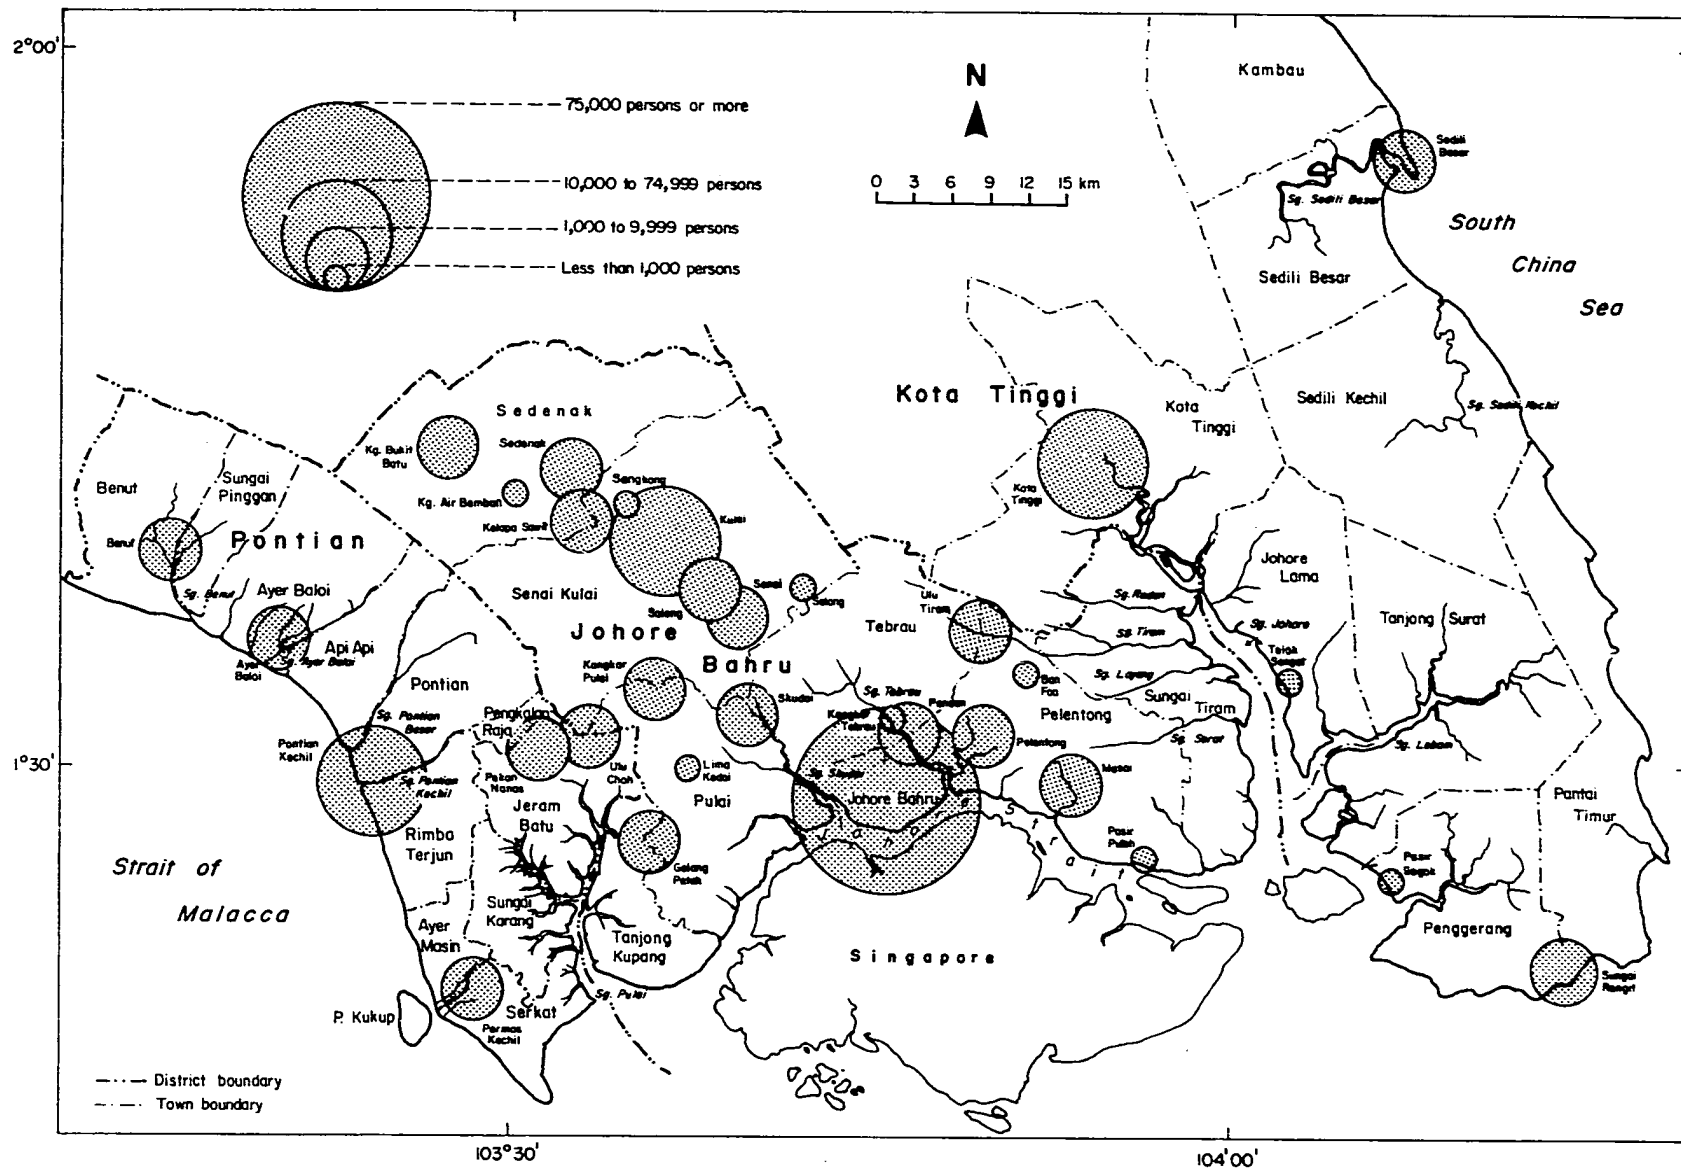 2°00'
N
0 3 6 9 12 15 km
75,000 persons or more
10,000 to 74,999 persons
1,000 to 9,999 persons
Less than 1,000 persons
Kambau
Sedili
Besar
Sg. Sedili Besar
Sedili Besar
South
China
Sea
Kota Tinggi
Kota
Tinggi
Kota
Tinggi
Sedili Kechil
Sg. Sedili Kechil
Sedenak
Sedenak
Kg. Bukit
Batu
Kg. Air Bemban
Sengkang
Kelapa Sawit
Kulai
Senai Kulai
Saleng
Senai
Selong
Benut
Sungai
Pinggan
Benut
Pontian
Sg. Benut
Ayer Baloi
Api Api
Ayer
Baloi
Sg. Ayer Baloi
Johore
Bahru
Tebrau
Ulu
Tiram
Sg. Redan
Sg. Tiram
Sg. Layang
Johore
Lama
Sg. Johore
Telok
Sengat
Tanjong Surat
Kangkar
Pulai
Skudai
Sg. Tebrau
Kangkar
Tebrau
Pandan
Ban
Foo
Pelentong
Pelentong
Sungai
Tiram
Sg. Serat
Sg. Lebam
Pontian
Sg. Pontian
Besar
Pontian
Kechil
Sg. Pontian
Kechil
Pengkalan
Raja
Pekan
Nanas
Ulu
Choh
Lima
Kedai
Pulai
Sg. Skudai
Johore Bahru
Masai
1°30'
Jeram
Batu
Rimba
Terjun
Gelang
Patah
Johore Strait
Pasir
Puteh
Pasir
Gogok
Pantai
Timur
Strait of
Malacca
Sungai
Karang
Ayer
Masin
Tanjong
Kupang
Singapore
Penggerang
Sungai
Rengit
P. Kukup
Permas
Kechil
Serkat
Sg. Pulai
District boundary
Town boundary
103°30'
104°00'